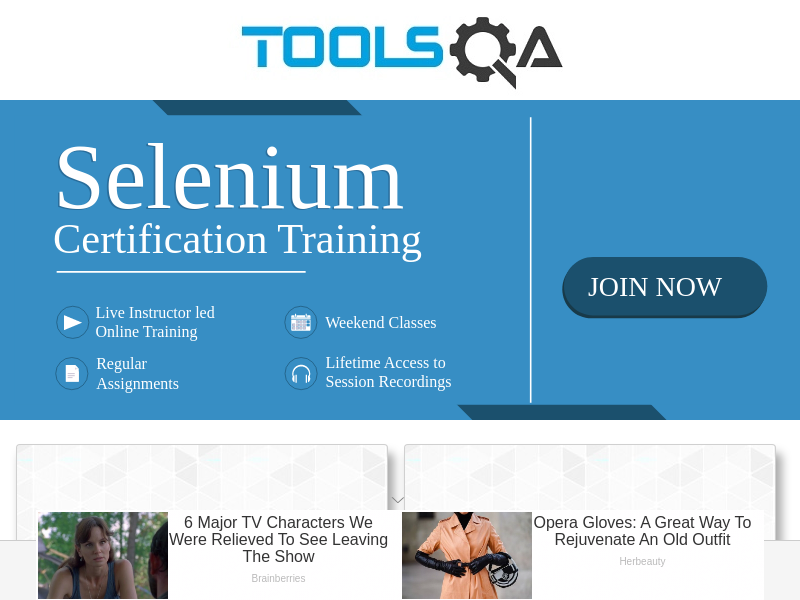 TOOLSQA
Selenium
Certification Training
JOIN NOW
Live Instructor led
Online Training
Weekend Classes
Regular
Assignments
Lifetime Access to
Session Recordings
6 Major TV Characters We
Were Relieved To See Leaving
The Show
Brainberries
Opera Gloves: A Great Way To
Rejuvenate An Old Outfit
Herbeauty